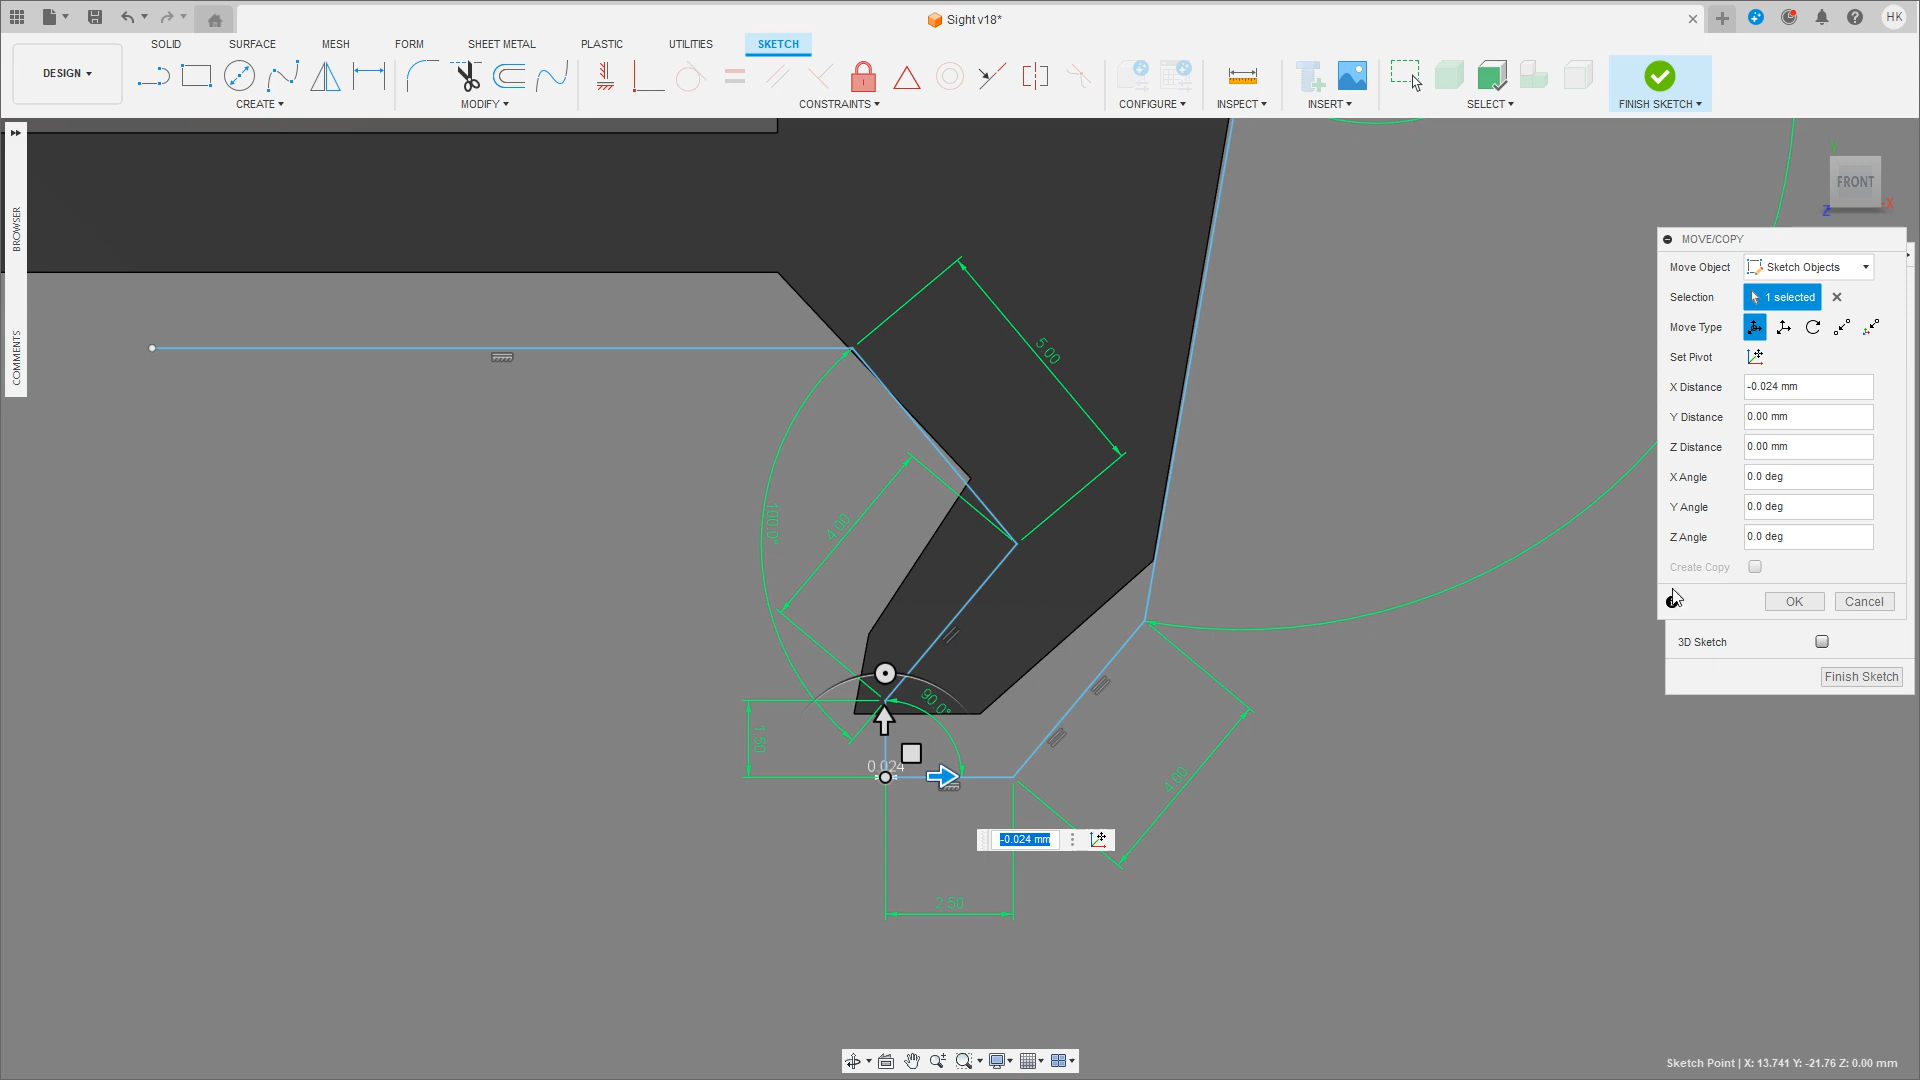 Sight v18*
HK
DESIGN
SOLID
SURFACE
MESH
FORM
SHEET METAL
PLASTIC
UTILITIES
SKETCH
CREATE
MODIFY
CONSTRAINTS
CONFIGURE
INSPECT
INSERT
SELECT
FINISH SKETCH
BROWSER
COMMENTS
Y
FRONT
Z
X
MOVE/COPY
Move Object
Sketch Objects
Selection
1 selected
Move Type
Set Pivot
X Distance
-0.024 mm
Y Distance
0.00 mm
Z Distance
0.00 mm
X Angle
0.0 deg
Y Angle
0.0 deg
Z Angle
0.0 deg
Create Copy
OK
Cancel
3D Sketch
Finish Sketch
5.00
100.0°
4.00
90.0°
1.50
0.024
4.00
-0.024 mm
2.50
Sketch Point | X: 13.741 Y: -21.76 Z: 0.00 mm